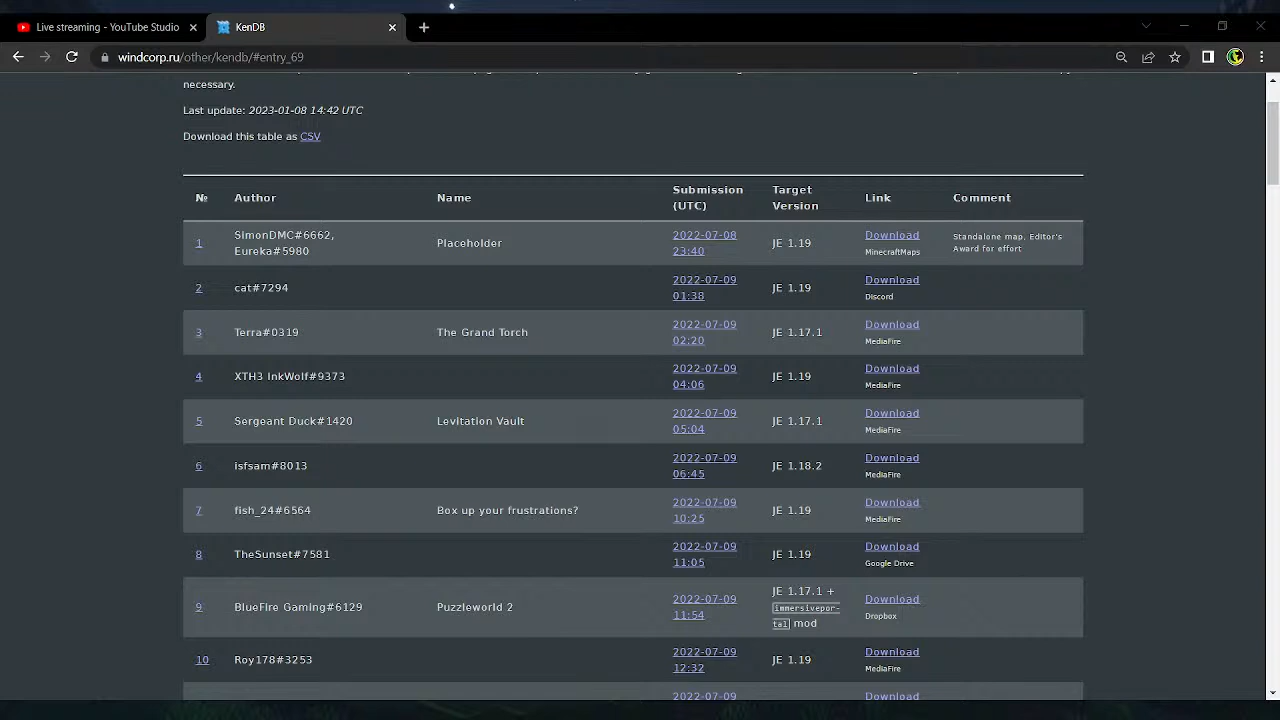 Live streaming - YouTube Studio
KenDB
windcorp.ru/other/kendb/#entry_69
necessary.
Last update: 2023-01-08 14:42 UTC
Download this table as CSV
№ Author Name Submission (UTC) Target Version Link Comment
1 SimonDMC#6662, Eureka#5980 Placeholder 2022-07-08 23:40 JE 1.19 Download MinecraftMaps Standalone map, Editor's Award for effort
2 cat#7294 2022-07-09 01:38 JE 1.19 Download Discord
3 Terra#0319 The Grand Torch 2022-07-09 02:20 JE 1.17.1 Download MediaFire
4 XTH3 InkWolf#9373 2022-07-09 04:06 JE 1.19 Download MediaFire
5 Sergeant Duck#1420 Levitation Vault 2022-07-09 05:04 JE 1.17.1 Download MediaFire
6 isfsam#8013 2022-07-09 06:45 JE 1.18.2 Download MediaFire
7 fish_24#6564 Box up your frustrations? 2022-07-09 10:25 JE 1.19 Download MediaFire
8 TheSunset#7581 2022-07-09 11:05 JE 1.19 Download Google Drive
9 BlueFire Gaming#6129 Puzzleworld 2 2022-07-09 11:54 JE 1.17.1 + immersivepor-tal mod Download Dropbox
10 Roy178#3253 2022-07-09 12:32 JE 1.19 Download MediaFire
2022-07-09 Download